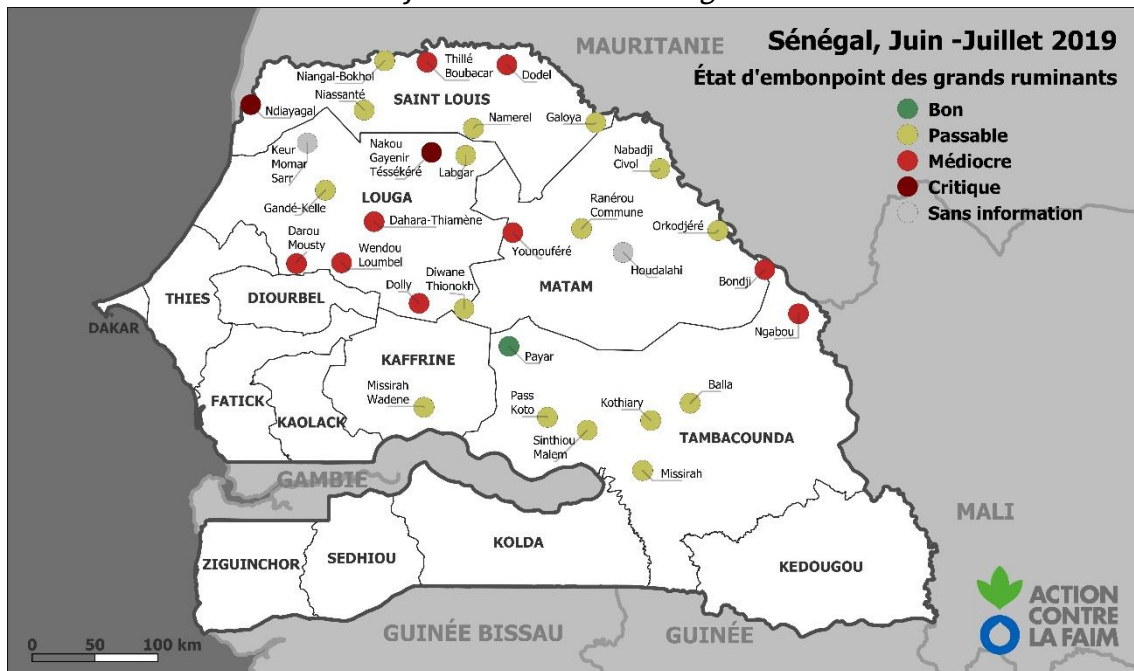 MAURITANIE
Sénégal, Juin -Juillet 2019
État d'embonpoint des grands ruminants
Bon
Passable
Médiocre
Critique
Sans information
Niangal-Bokhol
Thillé
Boubacar
Dodel
Niassanté
SAINT LOUIS
Ndiayagal
Namerel
Galoya
Keur
Momar
Sarr
Nakou
Gayenir
Téssékéré
Labgar
Nabadji
Civol
LOUGA
Gandé-Kelle
Ranérou
Commune
Orkodjéré
Dahara-Thiamène
Darou
Mousty
Wendou
Loumbel
Younouféré
Houdalahi
Bondji
Diwane
Thionokh
Dolly
MATAM
THIES
DIOURBEL
DAKAR
Ngabou
KAFFRINE
Payar
Missirah
Wadene
Pass
Koto
Kothiary
Balla
FATICK
KAOLACK
Sinthiou
Malem
TAMBACOUNDA
Missirah
GAMBIE
MALI
ZIGUINCHOR
SEDHIOU
KOLDA
KEDOUGOU
GUINÉE BISSAU
GUINÉE
0 50 100 km
ACTION
CONTRE
LA FAIM